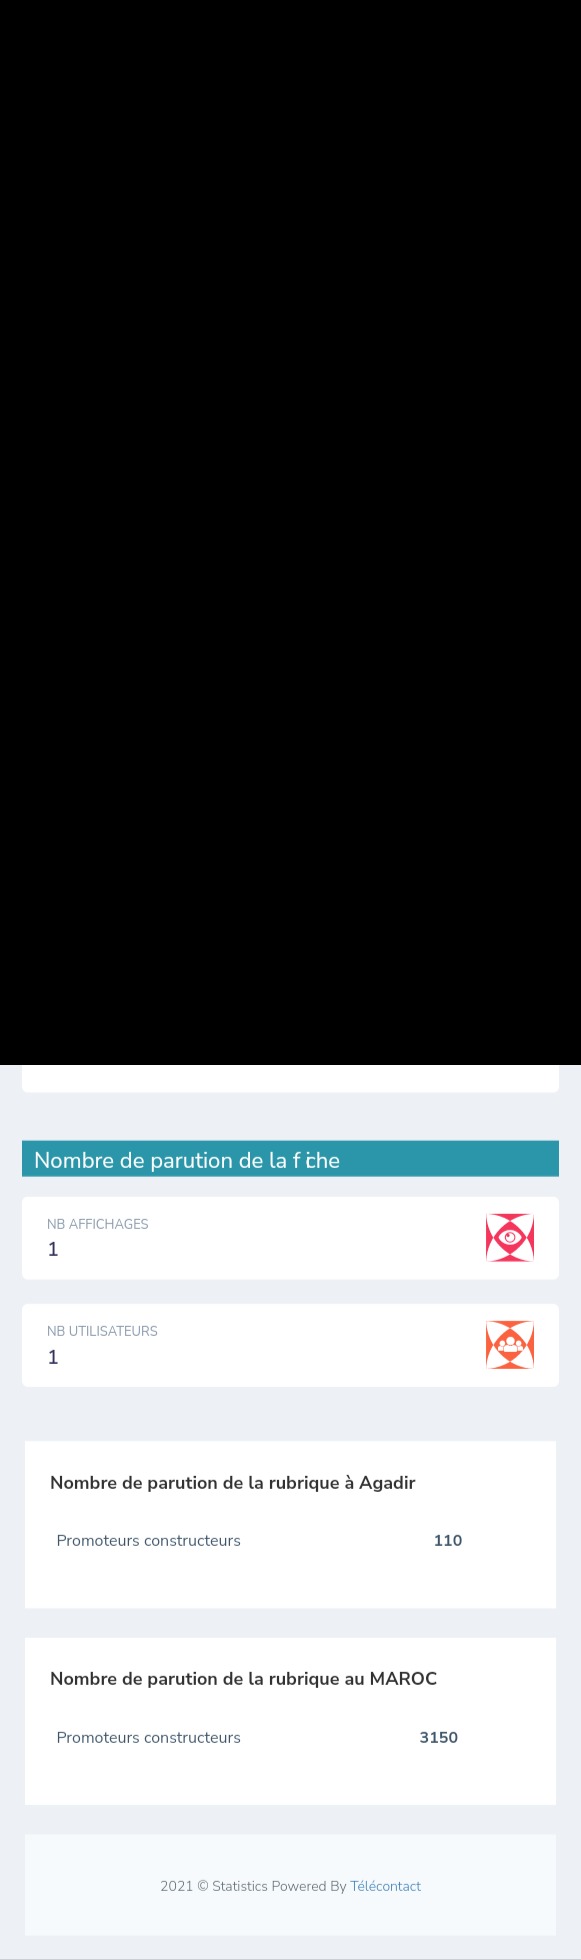 Nombre de parution de la fiche
NB AFFICHAGES
1
NB UTILISATEURS
1
Nombre de parution de la rubrique à Agadir
Promoteurs constructeurs 110
Nombre de parution de la rubrique au MAROC
Promoteurs constructeurs 3150
2021 © Statistics Powered By Télécontact